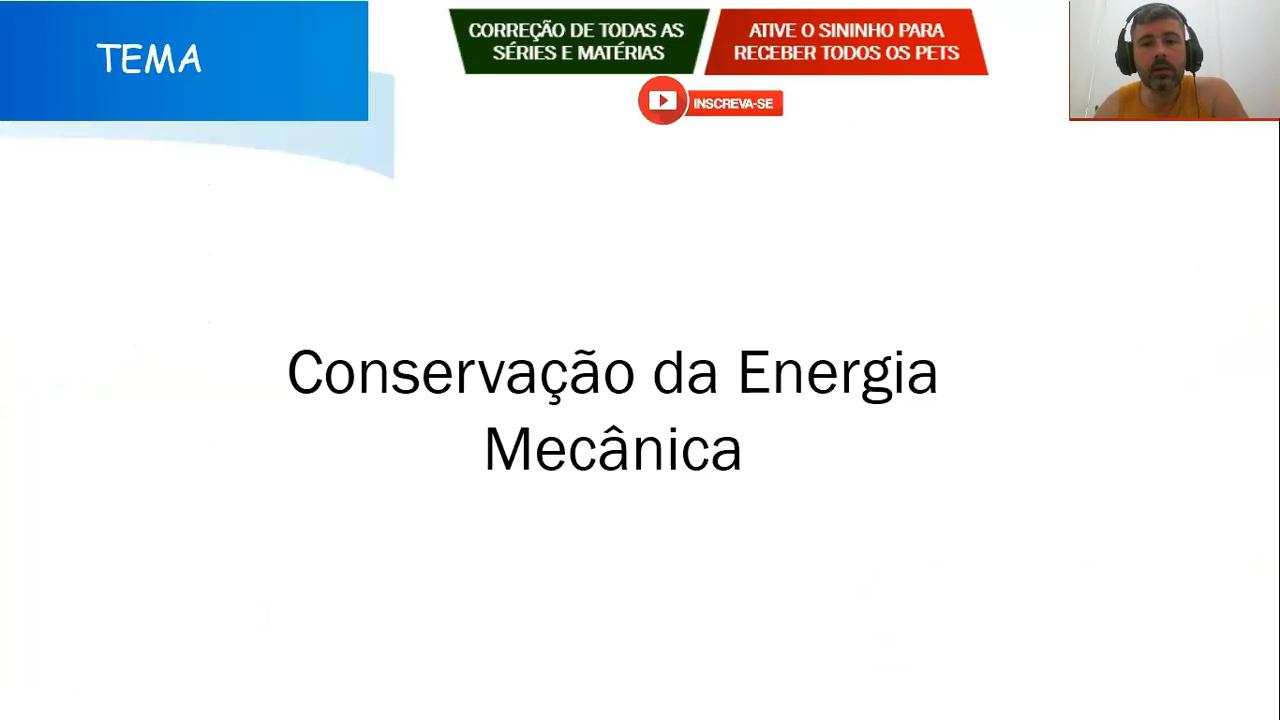 TEMA
CORREÇÃO DE TODAS AS
SÉRIES E MATÉRIAS
ATIVE O SININHO PARA
RECEBER TODOS OS PETS
INSCREVA-SE
Conservação da Energia
Mecânica